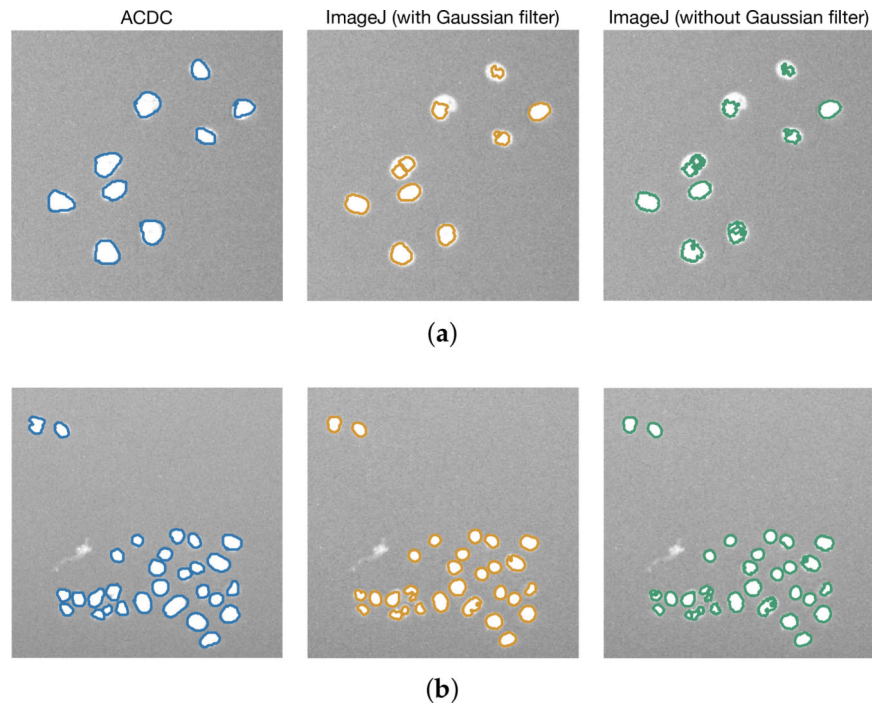 ACDC
ImageJ (with Gaussian filter)
ImageJ (without Gaussian filter)
(a)
(b)